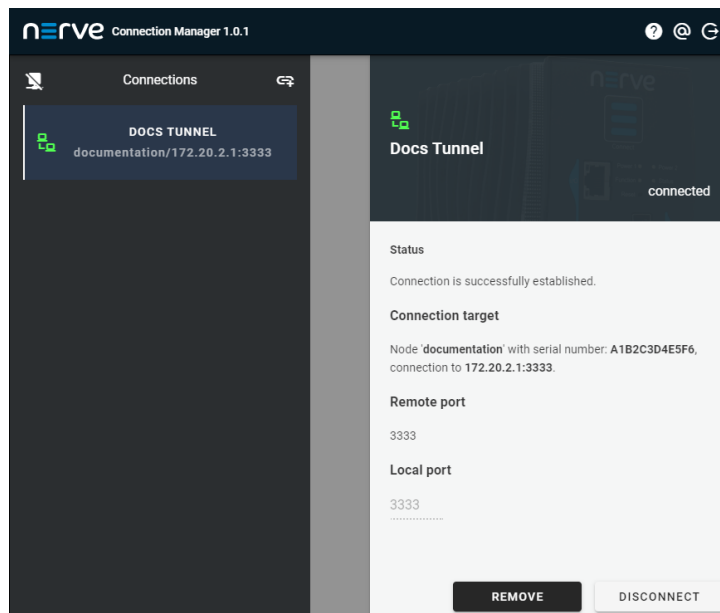 nerve Connection Manager 1.0.1
?
Connections
DOCS TUNNEL
documentation/172.20.2.1:3333
nerve
Docs Tunnel
connected
Status
Connection is successfully established.
Connection target
Node 'documentation' with serial number: A1B2C3D4E5F6,
connection to 172.20.2.1:3333.
Remote port
3333
Local port
3333
REMOVE
DISCONNECT